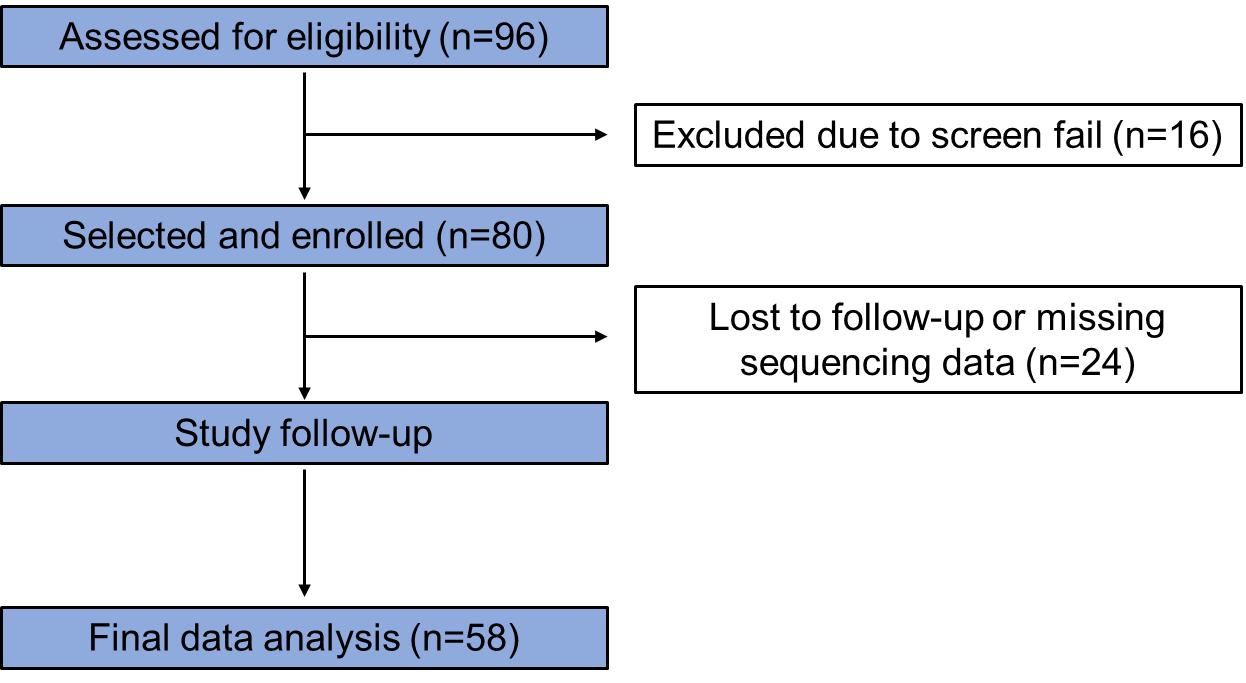 Assessed for eligibility (n=96)
Excluded due to screen fail (n=16)
Selected and enrolled (n=80)
Lost to follow-up or missing
sequencing data (n=24)
Study follow-up
Final data analysis (n=58)